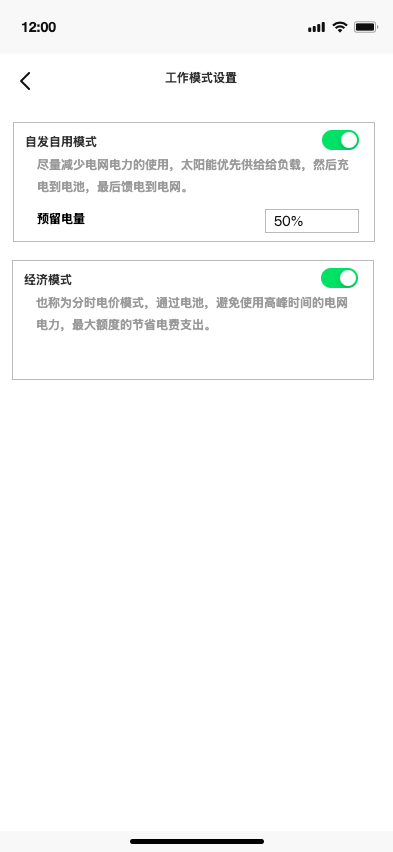 12:00
工作模式设置
自发自用模式
尽量减少电网电力的使用，太阳能优先供给给负载，然后充
电到电池，最后馈电到电网。
预留电量
50%
经济模式
也称为分时电价模式，通过电池，避免使用高峰时间的电网
电力，最大额度的节省电费支出。